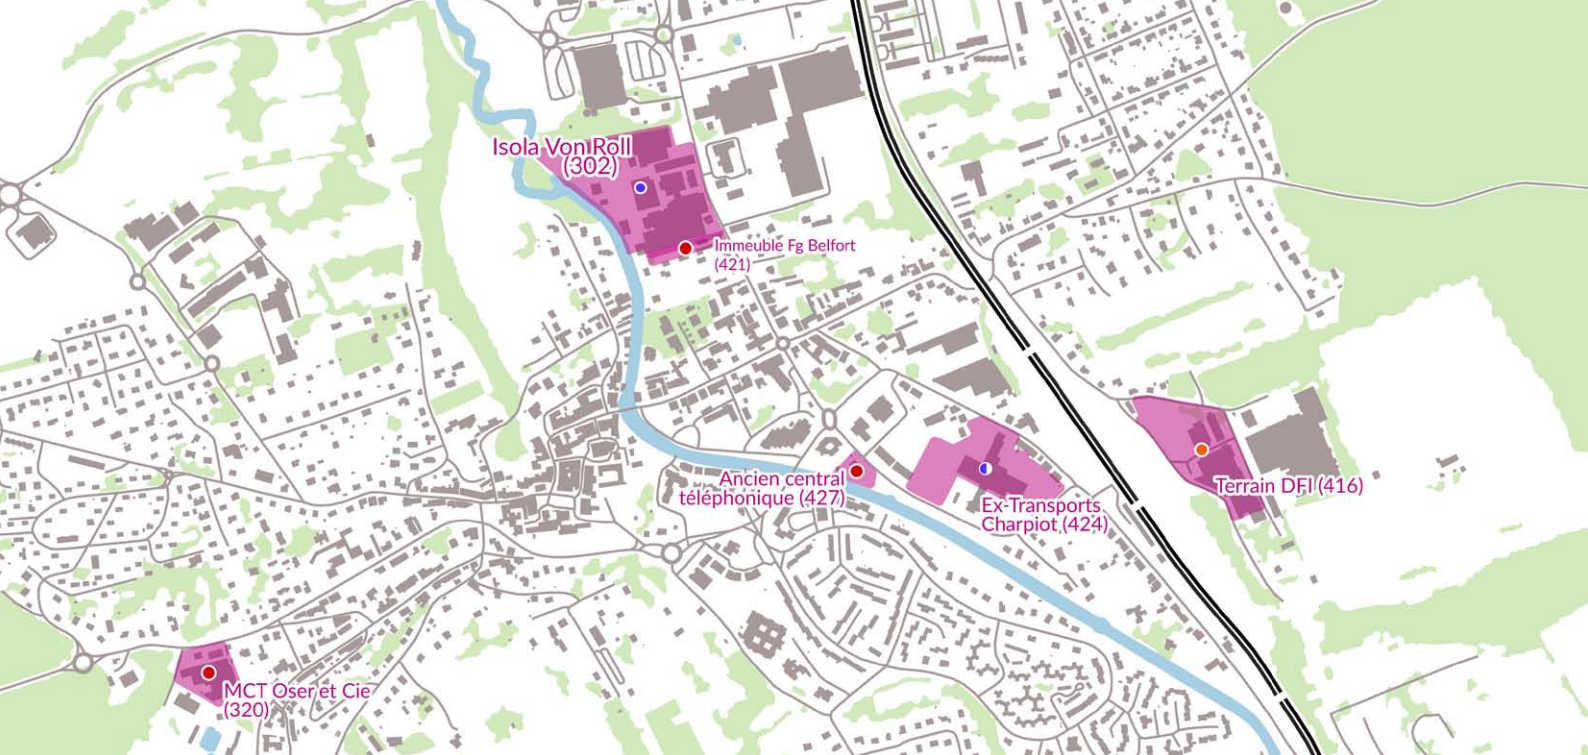 Isola Von Roll
(302)
Immeuble Fg Belfort
(421)
Ancien central
téléphonique (427)
Ex-Transports
Charpiot (424)
Terrain DFI (416)
MCT Oser et Cie
(320)